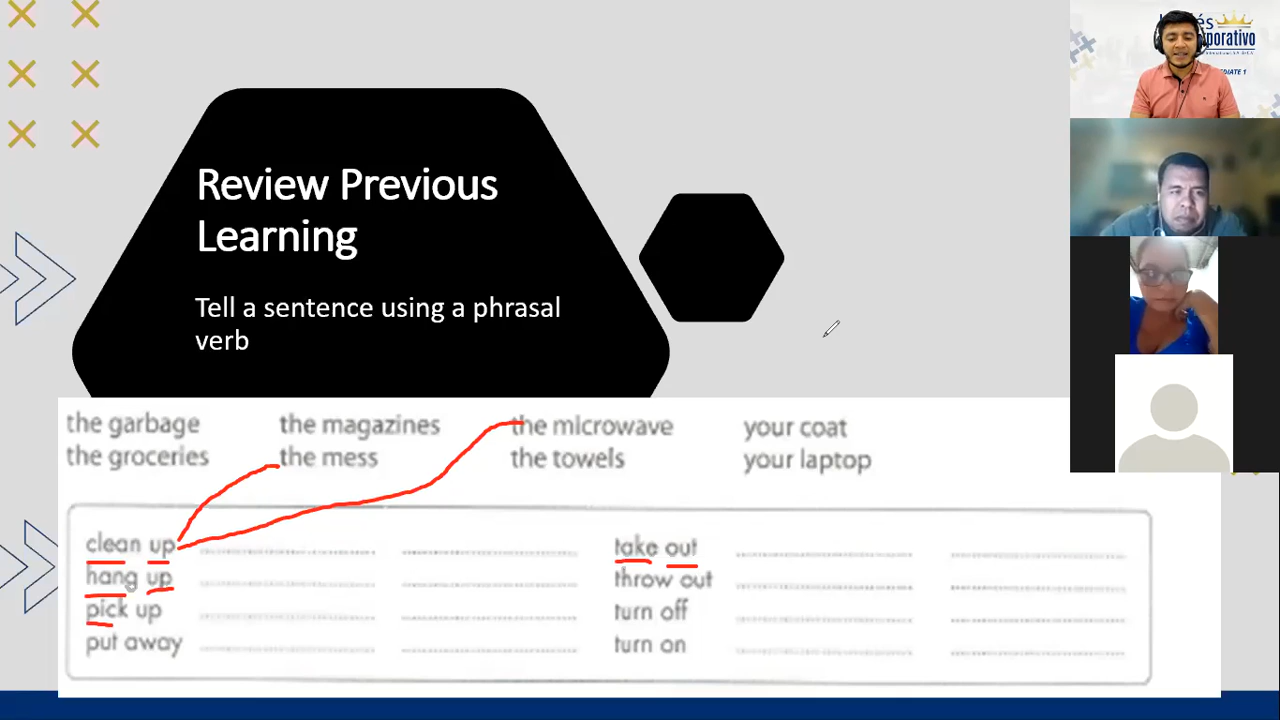 Review Previous
Learning
Tell a sentence using a phrasal
verb
the garbage the magazines the microwave your coat
the groceries the mess the towels your laptop
clean up take out
hang up throw out
pick up turn off
put away turn on